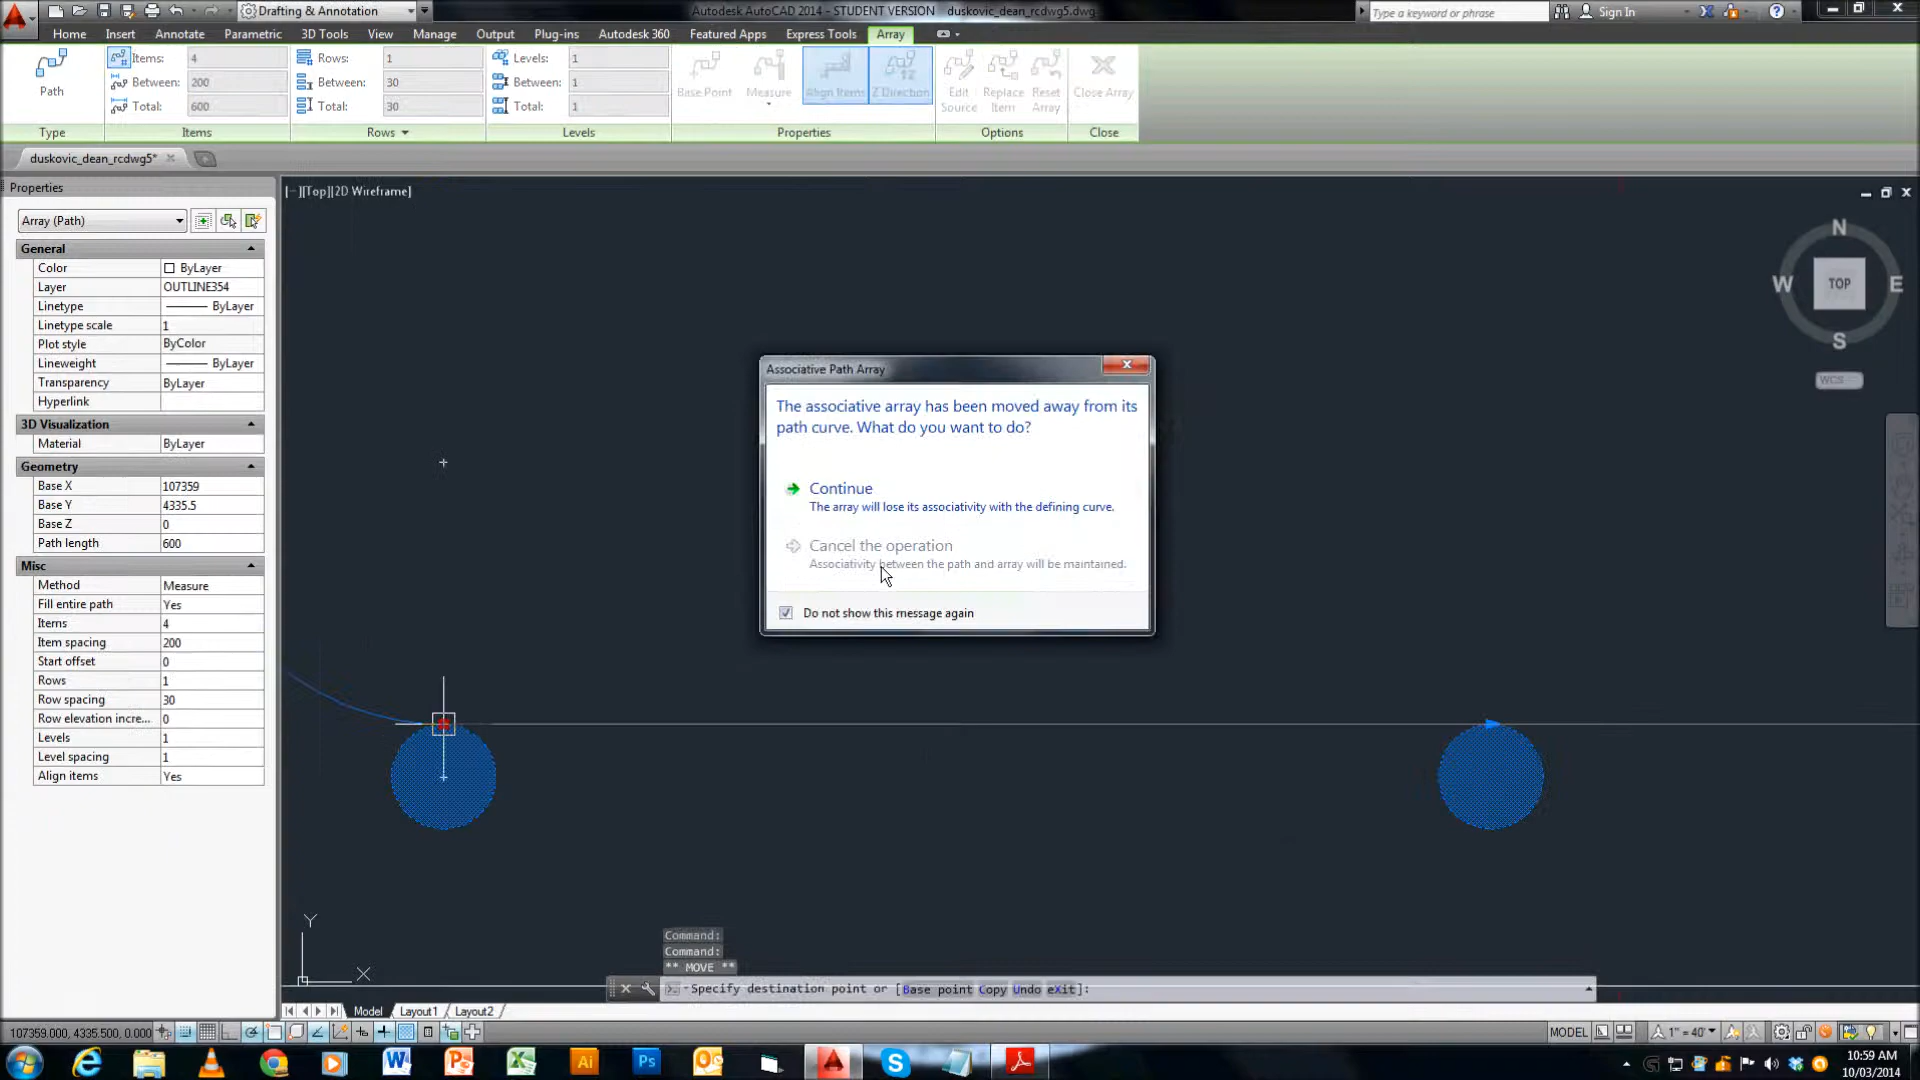 Drafting & Annotation
Autodesk AutoCAD 2014 - STUDENT VERSION duskovic_dean_rcdwg5.dwg
Type a keyword or phrase
Sign In
Home Insert Annotate Parametric 3D Tools View Manage Output Plug-ins Autodesk 360 Featured Apps Express Tools Array
Path
Items: 4
Between: 200
Total: 600
Rows: 1
Between: 30
Total: 30
Levels: 1
Between: 1
Total: 1
Base Point
Measure
Align Items
Z Direction
Edit Source
Replace Item
Reset Array
Close Array
Type Items Rows Levels Properties Options Close
duskovic_dean_rcdwg5*
Properties
Array (Path)
General
Color ByLayer
Layer OUTLINE354
Linetype ByLayer
Linetype scale 1
Plot style ByColor
Lineweight ByLayer
Transparency ByLayer
Hyperlink
3D Visualization
Material ByLayer
Geometry
Base X 107359
Base Y 4335.5
Base Z 0
Path length 600
Misc
Method Measure
Fill entire path Yes
Items 4
Item spacing 200
Start offset 0
Rows 1
Row spacing 30
Row elevation incre... 0
Levels 1
Level spacing 1
Align items Yes
[−][Top][2D Wireframe]
N
W TOP E
S
WCS
Associative Path Array
The associative array has been moved away from its
path curve. What do you want to do?
Continue
The array will lose its associativity with the defining curve.
Cancel the operation
Associativity between the path and array will be maintained.
Do not show this message again
Y
X
Command:
Command:
** MOVE **
Specify destination point or [Base point Copy Undo eXit]:
Model Layout1 Layout2
107359.000, 4335.500, 0.000
MODEL
1" = 40'
10:59 AM
10/03/2014